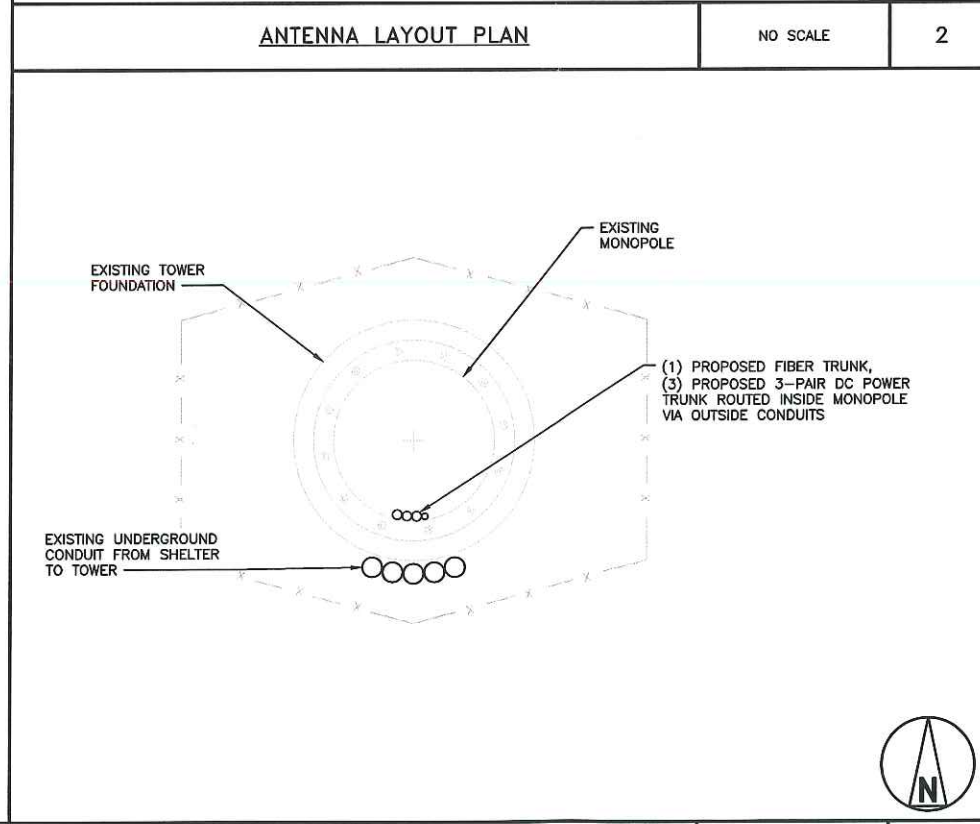 ANTENNA LAYOUT PLAN
NO SCALE
2
EXISTING
MONOPOLE
EXISTING TOWER
FOUNDATION
(1) PROPOSED FIBER TRUNK,
(3) PROPOSED 3-PAIR DC POWER
TRUNK ROUTED INSIDE MONOPOLE
VIA OUTSIDE CONDUITS
EXISTING UNDERGROUND
CONDUIT FROM SHELTER
TO TOWER
N